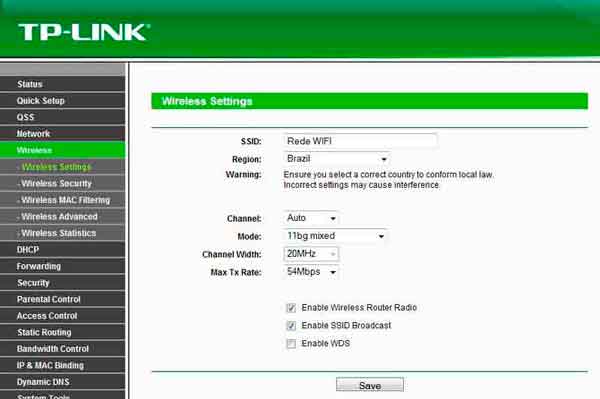 TP-LINK®
Status
Quick Setup
QSS
Network
Wireless
- Wireless Settings
- Wireless Security
- Wireless MAC Filtering
- Wireless Advanced
- Wireless Statistics
DHCP
Forwarding
Security
Parental Control
Access Control
Static Routing
Bandwidth Control
IP & MAC Binding
Dynamic DNS
System Tools
Wireless Settings
SSID: Rede WIFI
Region: Brazil
Warning: Ensure you select a correct country to conform local law.
Incorrect settings may cause interference.
Channel: Auto
Mode: 11bg mixed
Channel Width: 20MHz
Max Tx Rate: 54Mbps
Enable Wireless Router Radio
Enable SSID Broadcast
Enable WDS
Save